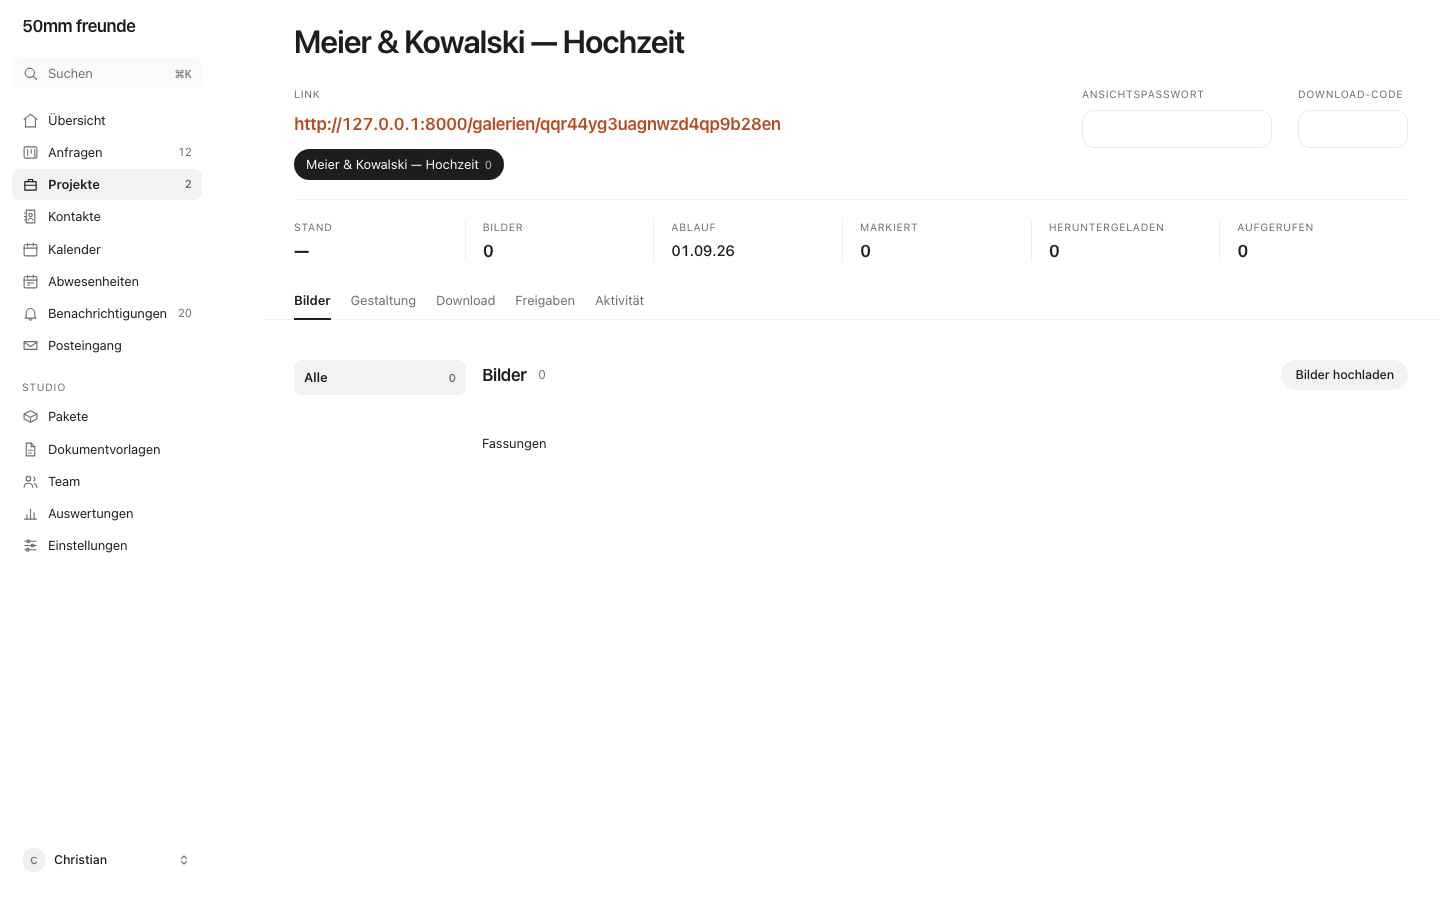 50mm freunde
Suchen ⌘K
Übersicht
Anfragen 12
Projekte 2
Kontakte
Kalender
Abwesenheiten
Benachrichtigungen 20
Posteingang
STUDIO
Pakete
Dokumentvorlagen
Team
Auswertungen
Einstellungen
C Christian
Meier & Kowalski — Hochzeit
LINK
http://127.0.0.1:8000/galerien/qqr44yg3uagnwzd4qp9b28en
Meier & Kowalski — Hochzeit 0
ANSICHTSPASSWORT
DOWNLOAD-CODE
STAND
—
BILDER
0
ABLAUF
01.09.26
MARKIERT
0
HERUNTERGELADEN
0
AUFGERUFEN
0
Bilder Gestaltung Download Freigaben Aktivität
Alle 0
Bilder 0
Bilder hochladen
Fassungen